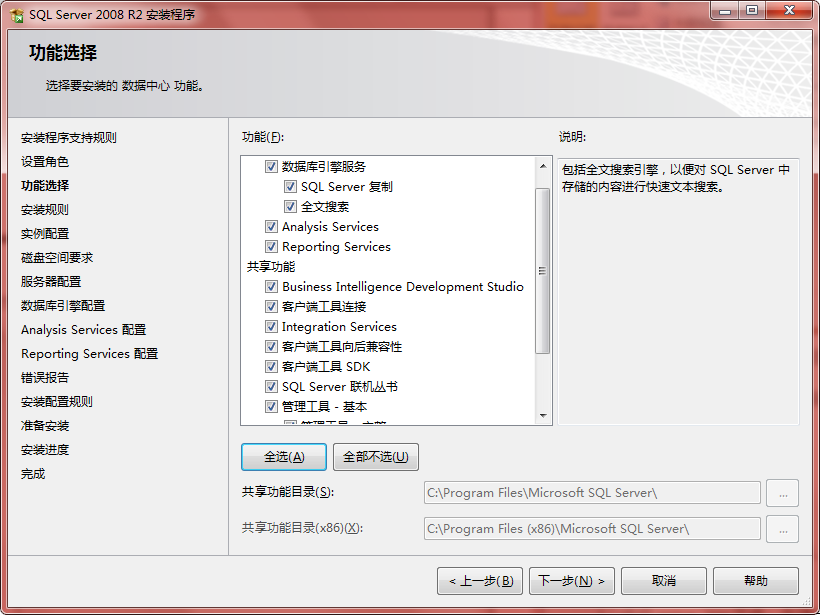 SQL Server 2008 R2 安装程序
功能选择
选择要安装的 数据中心 功能。
安装程序支持规则
设置角色
功能选择
安装规则
实例配置
磁盘空间要求
服务器配置
数据库引擎配置
Analysis Services 配置
Reporting Services 配置
错误报告
安装配置规则
准备安装
安装进度
完成
功能(F):
数据库引擎服务
SQL Server 复制
全文搜索
Analysis Services
Reporting Services
共享功能
Business Intelligence Development Studio
客户端工具连接
Integration Services
客户端工具向后兼容性
客户端工具 SDK
SQL Server 联机丛书
管理工具 - 基本
说明:
包括全文搜索引擎，以便对 SQL Server 中
存储的内容进行快速文本搜索。
全选(A)
全部不选(U)
共享功能目录(S):
C:\Program Files\Microsoft SQL Server\
...
共享功能目录(x86)(X):
C:\Program Files (x86)\Microsoft SQL Server\
...
< 上一步(B)
下一步(N) >
取消
帮助